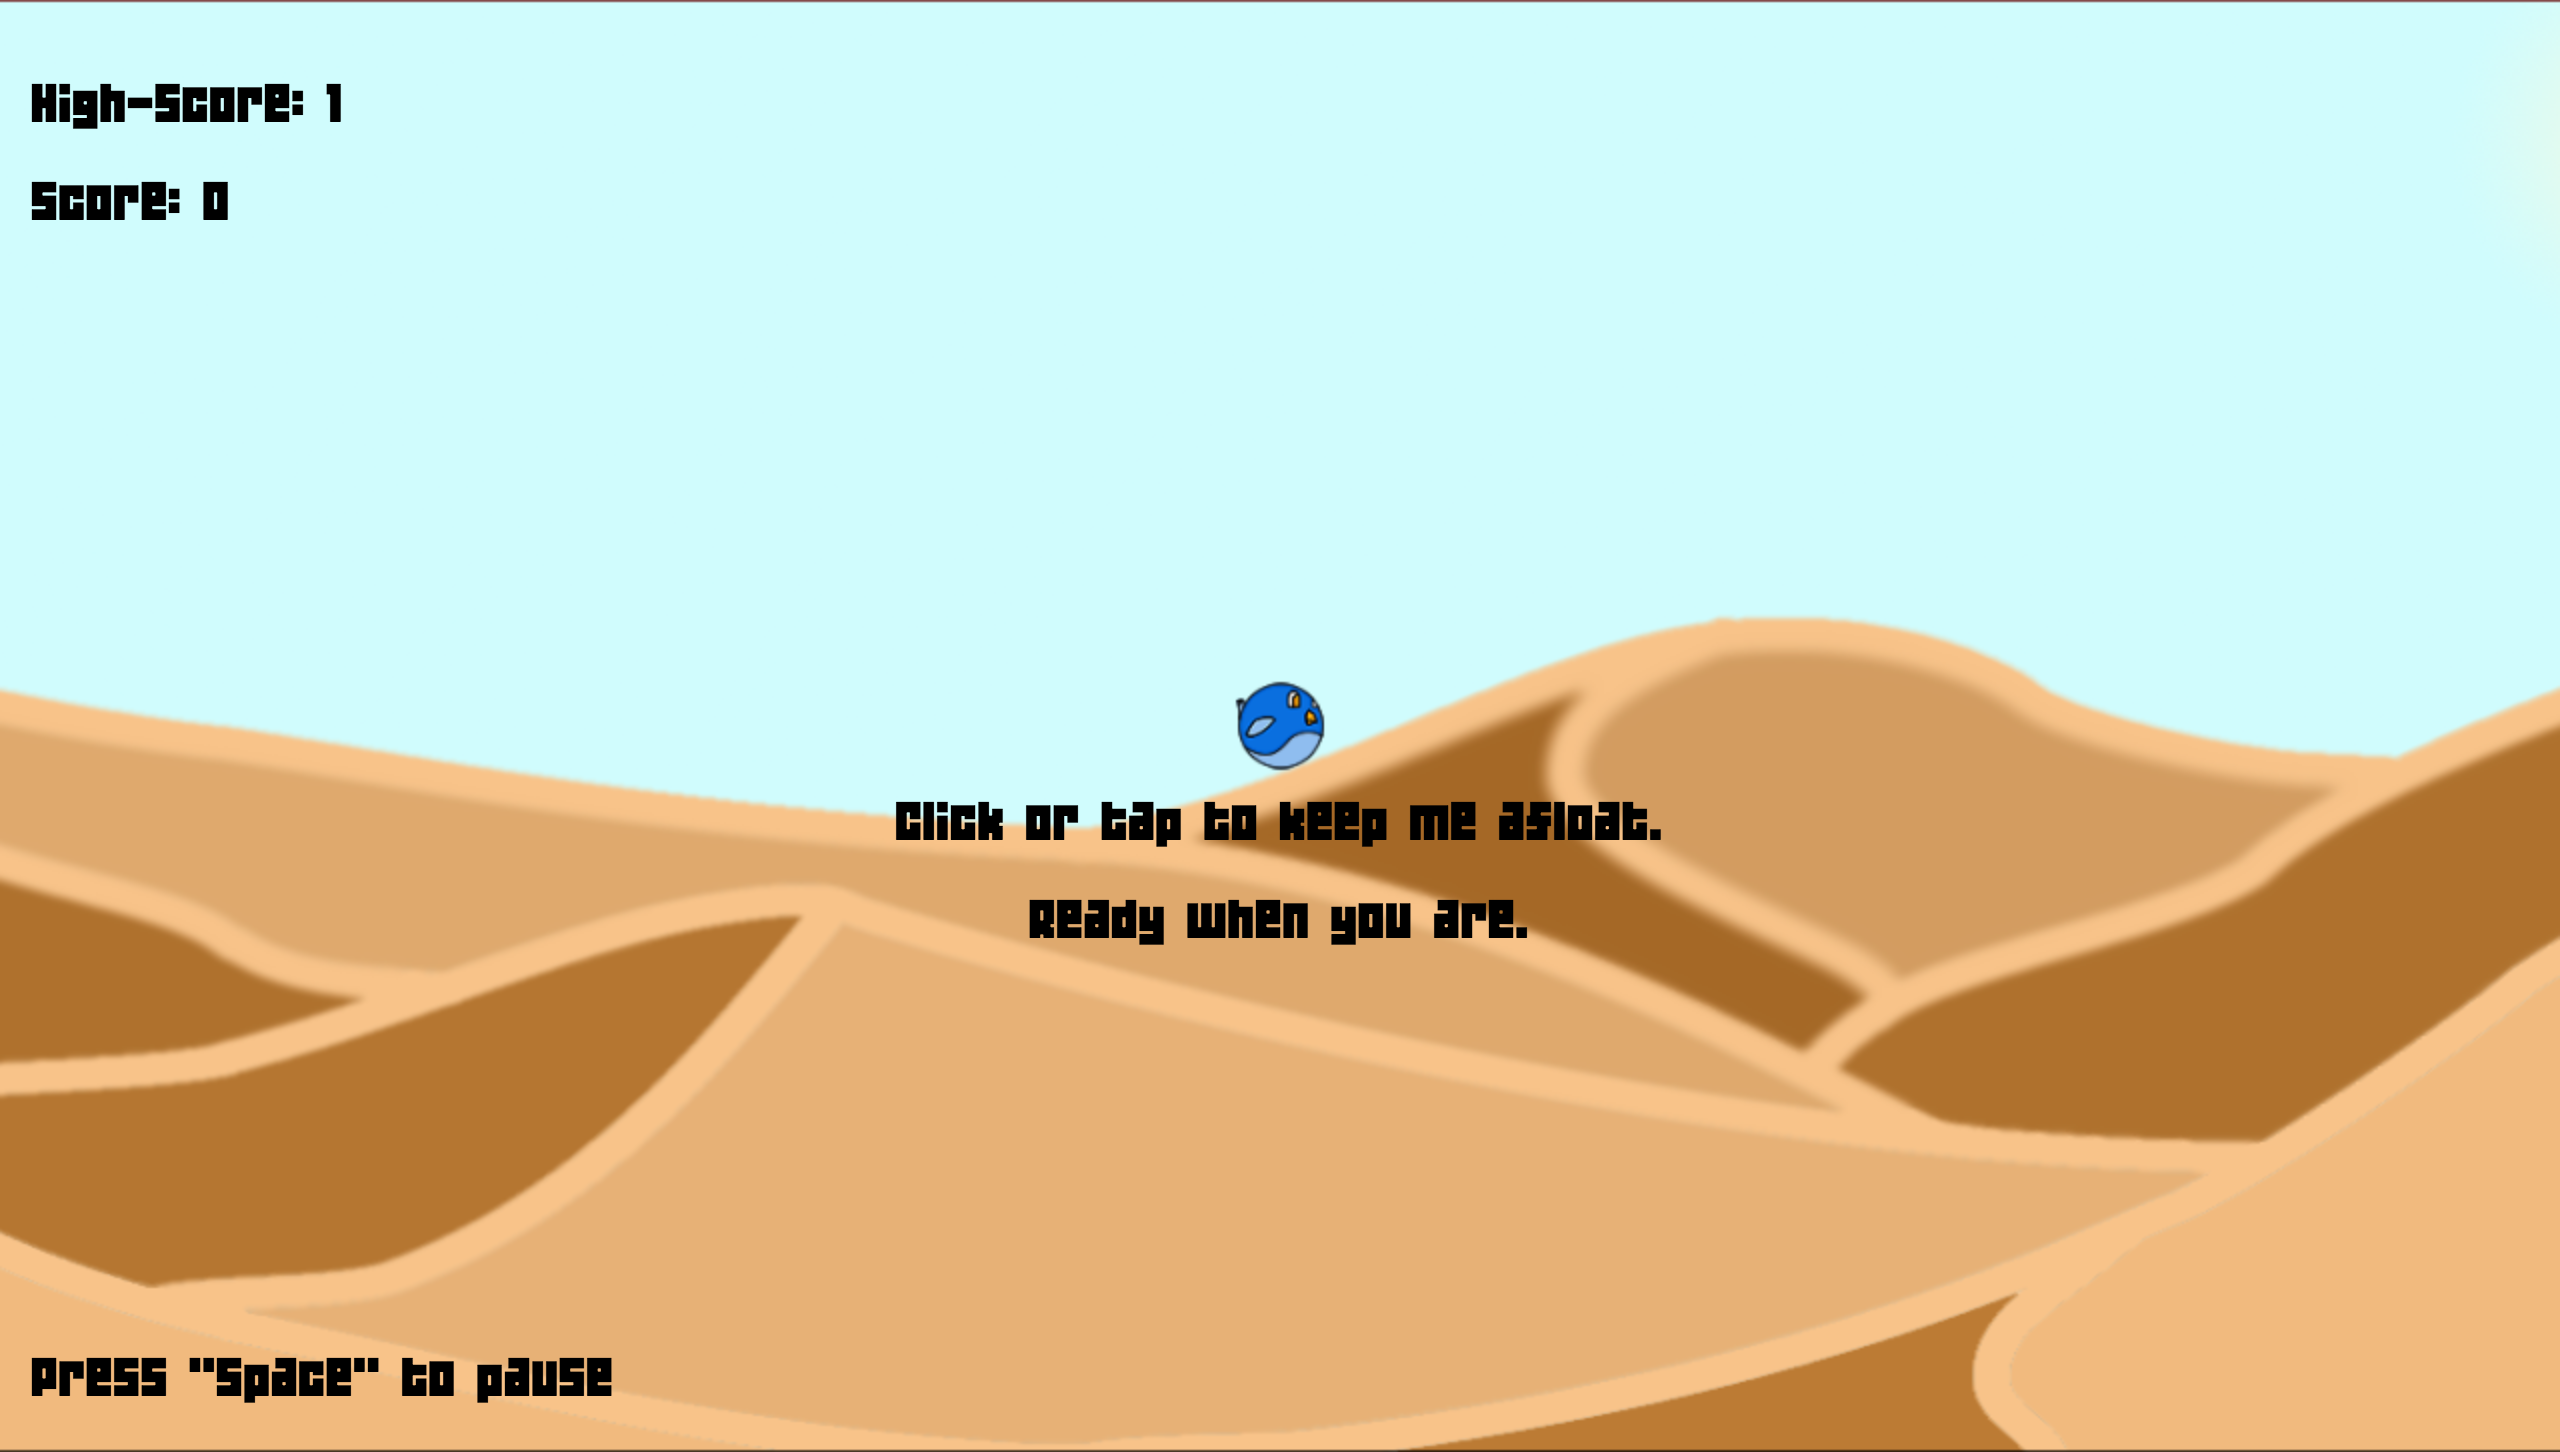 High-Score: 1
Score: 0
Click or tap to keep me afloat.
Ready when you are.
Press "Space" to pause